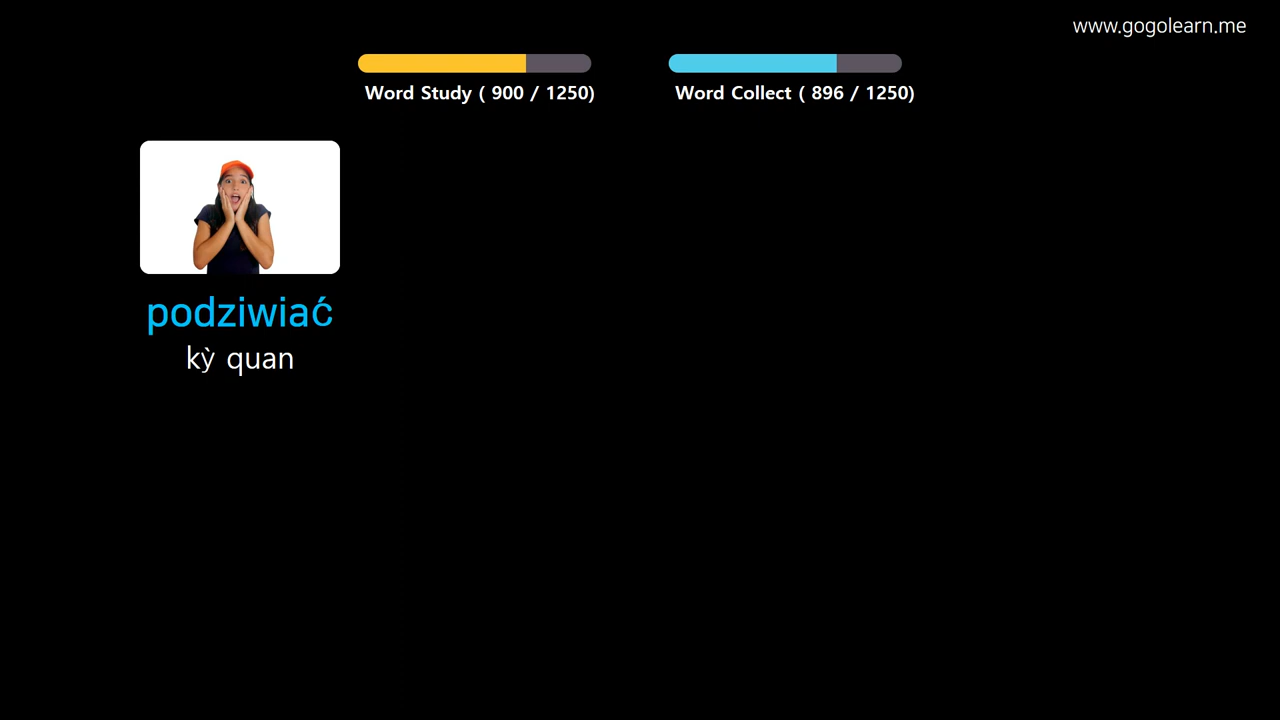 www.gogolearn.me
Word Study ( 900 / 1250)
Word Collect ( 896 / 1250)
podziwiać
kỳ quan